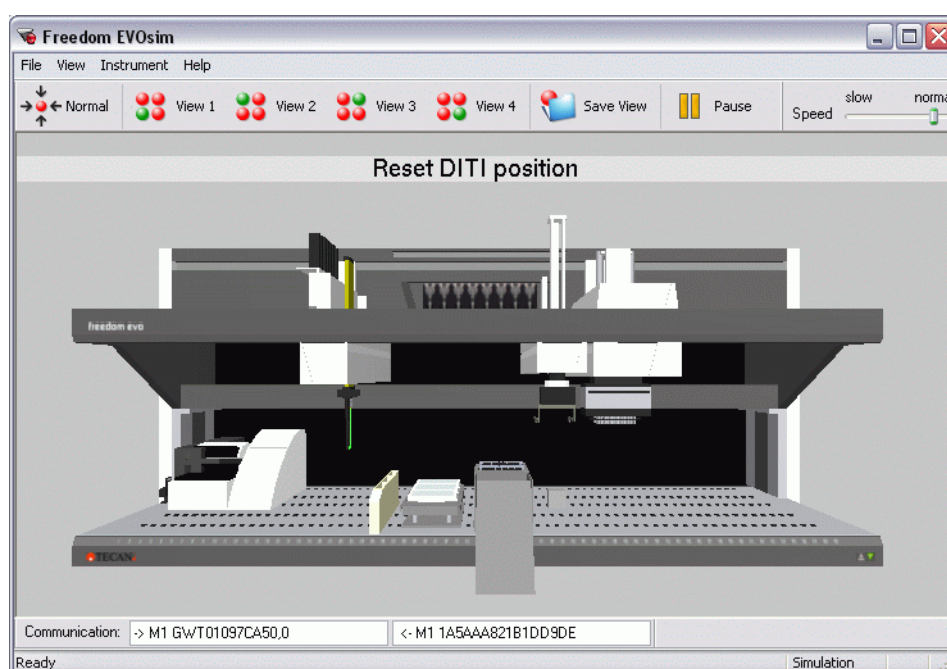 Freedom EVOsim
File View Instrument Help
Normal View 1 View 2 View 3 View 4 Save View Pause Speed slow norma
Reset DITI position
freedom evo
TECAN
Communication: -> M1 GWT01097CA50,0 <- M1 1A5AAA821B1DD9DE
Ready Simulation